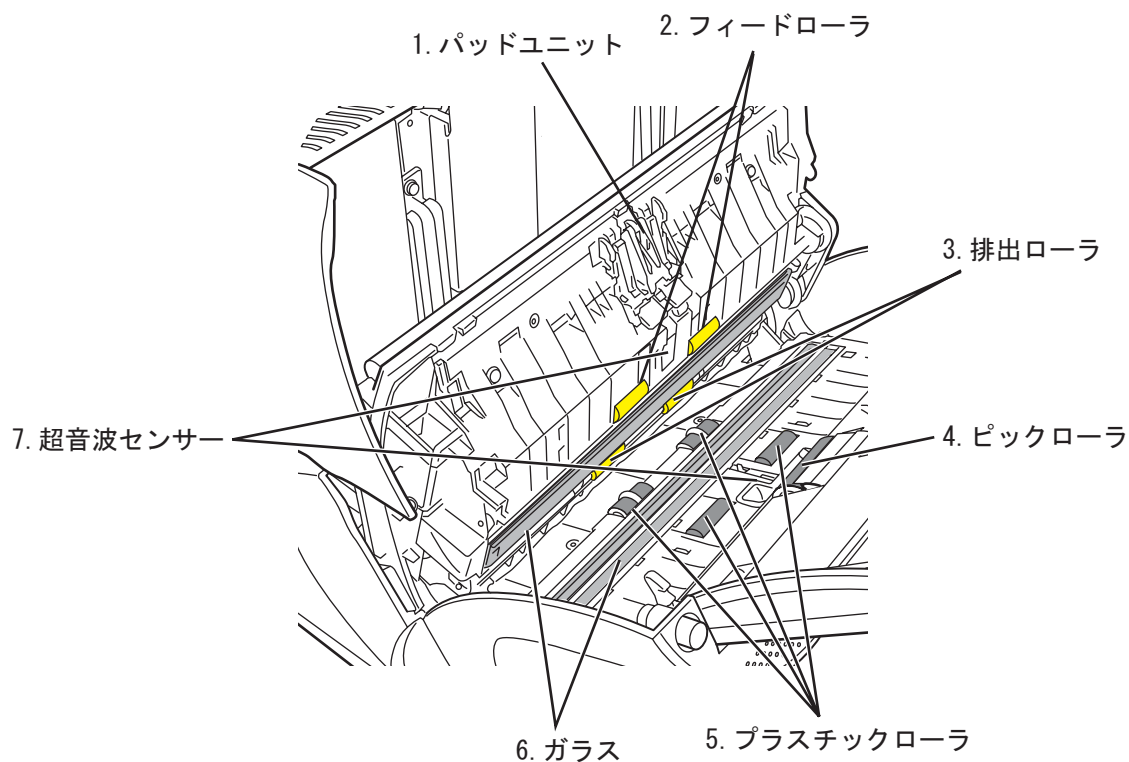 1. パッドユニット
2. フィードローラ
3. 排出ローラ
4. ピックローラ
5. プラスチックローラ
6. ガラス
7. 超音波センサー